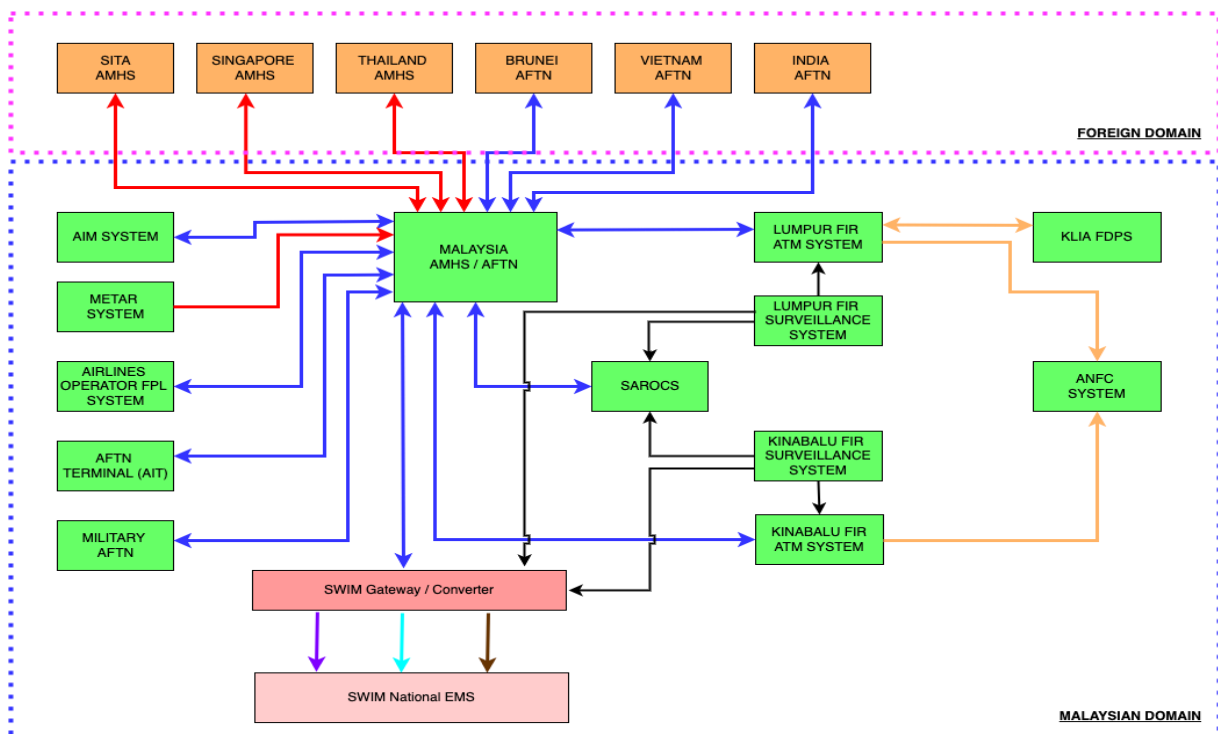 SITA
AMHS
SINGAPORE
AMHS
THAILAND
AMHS
BRUNEI
AFTN
VIETNAM
AFTN
INDIA
AFTN
FOREIGN DOMAIN
AIM SYSTEM
MALAYSIA
AMHS / AFTN
LUMPUR FIR
ATM SYSTEM
KLIA FDPS
METAR
SYSTEM
LUMPUR FIR
SURVEILLANCE
SYSTEM
AIRLINES
OPERATOR FPL
SYSTEM
SAROCS
ANFC
SYSTEM
AFTN
TERMINAL (AIT)
KINABALU FIR
SURVEILLANCE
SYSTEM
MILITARY
AFTN
KINABALU FIR
ATM SYSTEM
SWIM Gateway / Converter
SWIM National EMS
MALAYSIAN DOMAIN